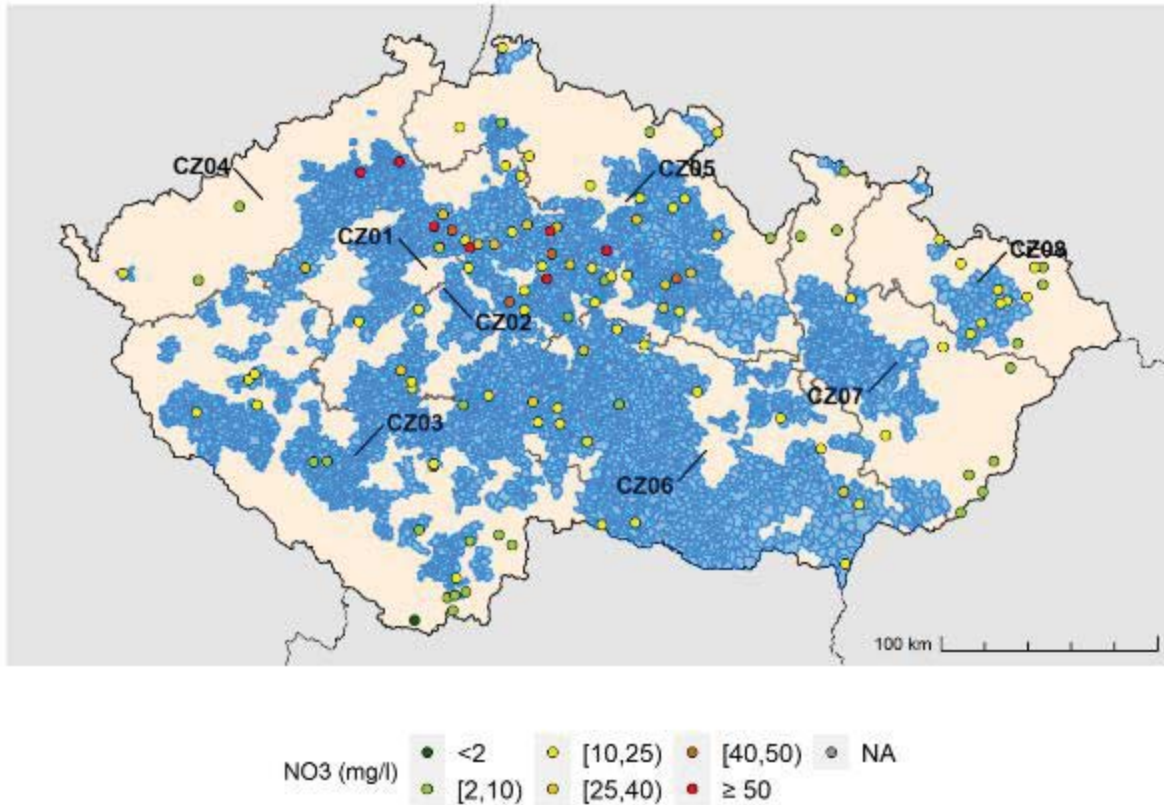 CZ04
CZ05
CZ01
CZ08
CZ02
CZ07
CZ03
CZ06
100 km
NO3 (mg/l)
<2
[10,25)
[40,50)
NA
[2,10)
[25,40)
≥ 50